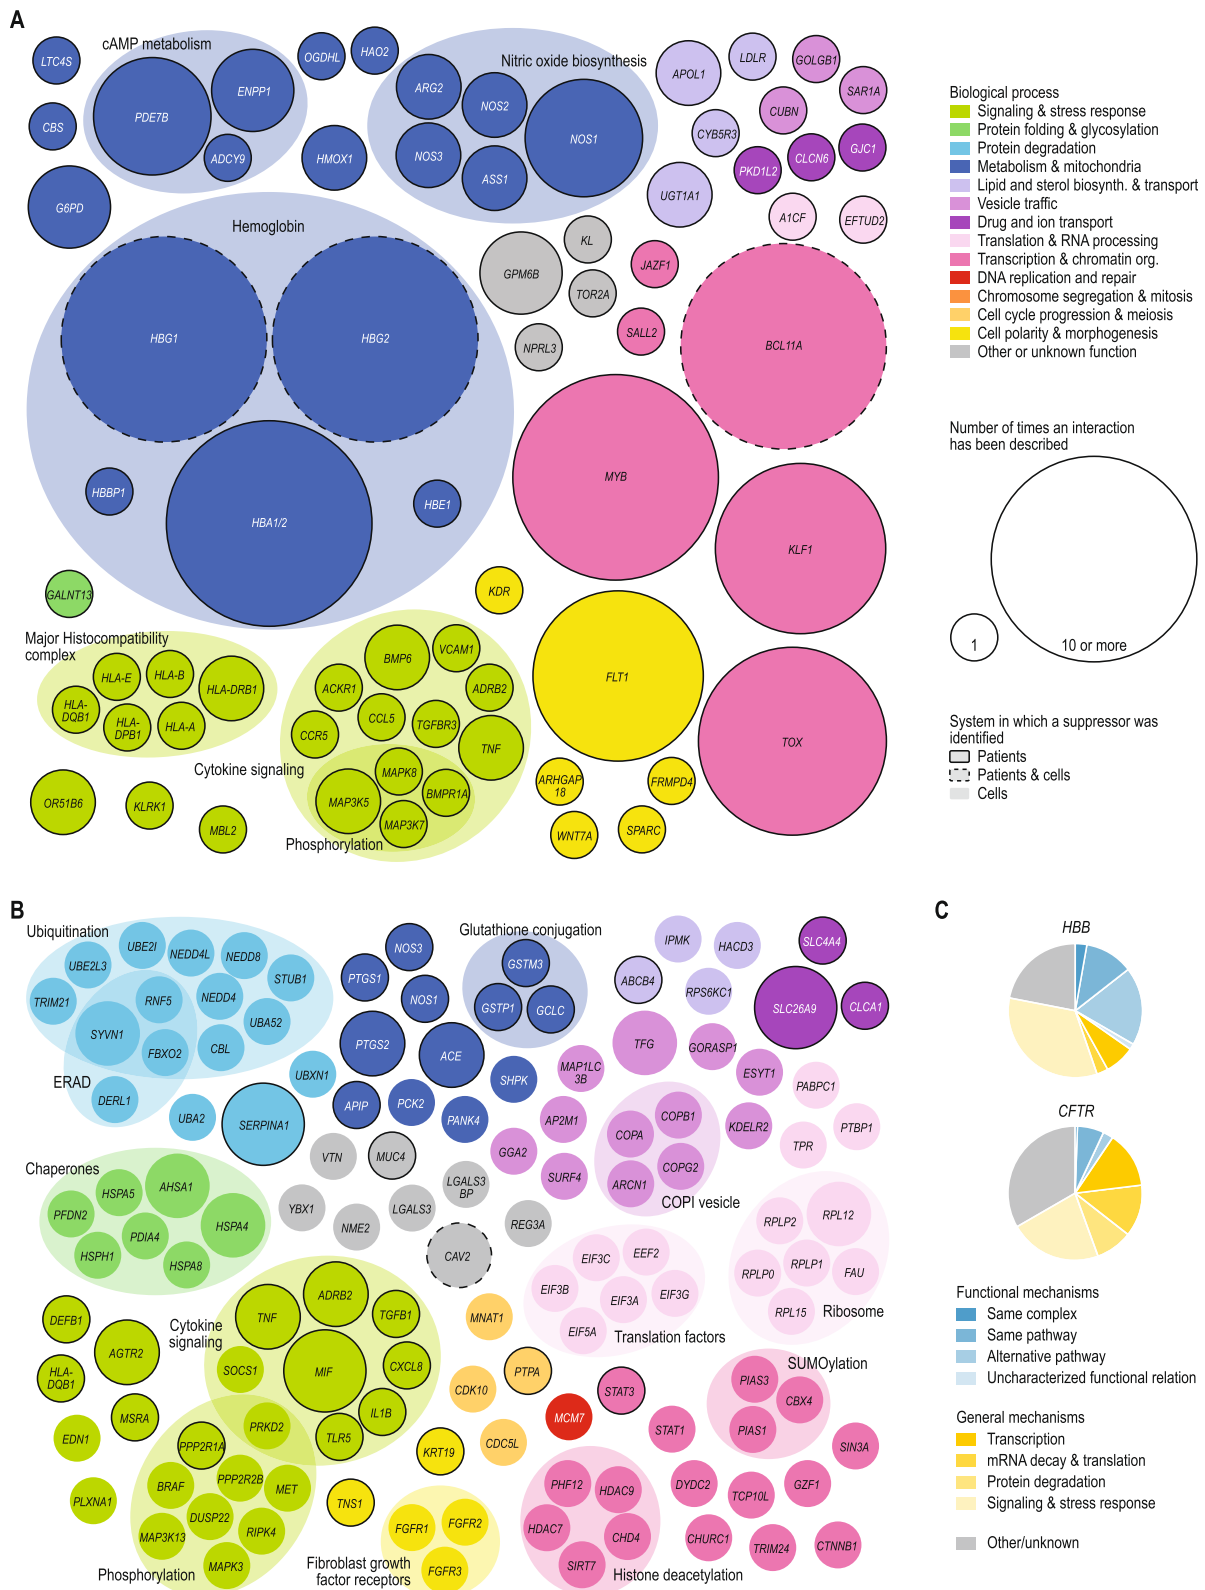 A
cAMP metabolism
Nitric oxide biosynthesis
LTC4S
PDE7B
ENPP1
ADCY9
OGDHL
HAO2
CBS
HMOX1
G6PD
ARG2
NOS2
NOS1
NOS3
ASS1
APOL1
LDLR
GOLGB1
SAR1A
CUBN
CYB5R3
PKD1L2
CLCN6
GJC1
UGT1A1
A1CF
EFTUD2
Hemoglobin
HBG1
HBG2
HBBP1
HBA1/2
HBE1
GPM6B
KL
TOR2A
NPRL3
JAZF1
SALL2
BCL11A
MYB
KLF1
TOX
GALNT13
KDR
FLT1
ARHGAP
18
FRMPD4
WNT7A
SPARC
Major Histocompatibility
complex
HLA-E
HLA-B
HLA-DRB1
HLA-
DQB1
HLA-
DPB1
HLA-A
OR51B6
KLRK1
MBL2
Cytokine signaling
BMP6
VCAM1
ACKR1
ADRB2
CCL5
TGFBR3
CCR5
TNF
MAPK8
MAP3K5
BMPR1A
MAP3K7
Phosphorylation
Biological process
Signaling & stress response
Protein folding & glycosylation
Protein degradation
Metabolism & mitochondria
Lipid and sterol biosynth. & transport
Vesicle traffic
Drug and ion transport
Translation & RNA processing
Transcription & chromatin org.
DNA replication and repair
Chromosome segregation & mitosis
Cell cycle progression & meiosis
Cell polarity & morphogenesis
Other or unknown function
Number of times an interaction
has been described
1
10 or more
System in which a suppressor was
identified
Patients
Patients & cells
Cells
B
Ubiquitination
UBE2L3
UBE2I
NEDD4L
NEDD8
STUB1
TRIM21
RNF5
NEDD4
UBA52
SYVN1
FBXO2
CBL
ERAD
DERL1
UBA2
UBXN1
SERPINA1
PTGS1
NOS3
NOS1
PTGS2
ACE
APIP
PCK2
PANK4
SHPK
Glutathione conjugation
GSTM3
GSTP1
GCLC
IPMK
HACD3
ABCB4
RPS6KC1
SLC4A4
SLC26A9
CLCA1
TFG
GORASP1
MAP1LC
3B
ESYT1
AP2M1
KDELR2
GGA2
SURF4
COPA
COPB1
COPG2
ARCN1
COPI vesicle
PABPC1
PTBP1
TPR
Chaperones
HSPA5
AHSA1
PFDN2
PDIA4
HSPA4
HSPH1
HSPA8
VTN
MUC4
YBX1
NME2
LGALS3
LGALS3
BP
REG3A
CAV2
EIF3C
EEF2
EIF3B
EIF3A
EIF3G
EIF5A
Translation factors
RPLP2
RPL12
RPLP0
RPLP1
FAU
RPL15
Ribosome
DEFB1
AGTR2
HLA-
DQB1
MSRA
EDN1
PLXNA1
Cytokine
signaling
TNF
ADRB2
TGFB1
SOCS1
MIF
CXCL8
IL1B
TLR5
PRKD2
PPP2R1A
BRAF
PPP2R2B
MET
DUSP22
RIPK4
MAP3K13
MAPK3
Phosphorylation
MNAT1
PTPA
CDK10
CDC5L
MCM7
KRT19
TNS1
FGFR1
FGFR2
FGFR3
Fibroblast growth
factor receptors
STAT3
STAT1
SUMOylation
PIAS3
CBX4
PIAS1
SIN3A
DYDC2
TCP10L
GZF1
CHURC1
TRIM24
CTNNB1
PHF12
HDAC9
HDAC7
CHD4
SIRT7
Histone deacetylation
C
HBB
CFTR
Functional mechanisms
Same complex
Same pathway
Alternative pathway
Uncharacterized functional relation
General mechanisms
Transcription
mRNA decay & translation
Protein degradation
Signaling & stress response
Other/unknown